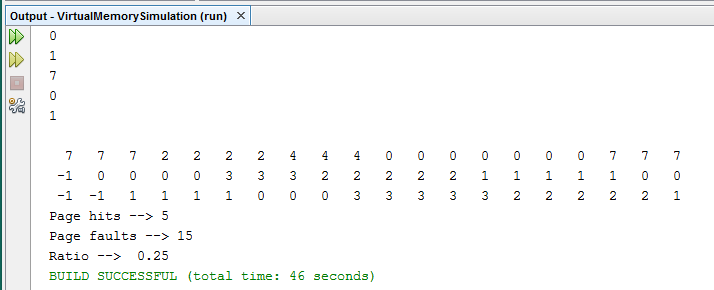 Output - VirtualMemorySimulation (run) ×
0
1
7
0
1
7 7 7 2 2 2 2 4 4 4 0 0 0 0 0 0 0 7 7 7
-1 0 0 0 0 3 3 3 2 2 2 2 2 1 1 1 1 1 0 0
-1 -1 1 1 1 1 0 0 0 3 3 3 3 3 2 2 2 2 2 1
Page hits --> 5
Page faults --> 15
Ratio --> 0.25
BUILD SUCCESSFUL (total time: 46 seconds)